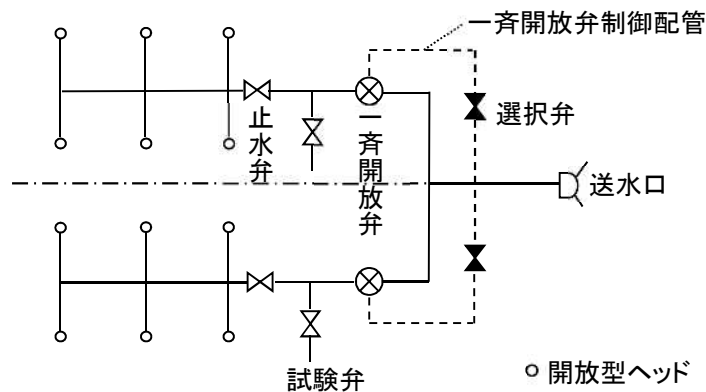 一斉開放弁制御配管
止水弁
一斉開放弁
選択弁
送水口
試験弁
開放型ヘッド